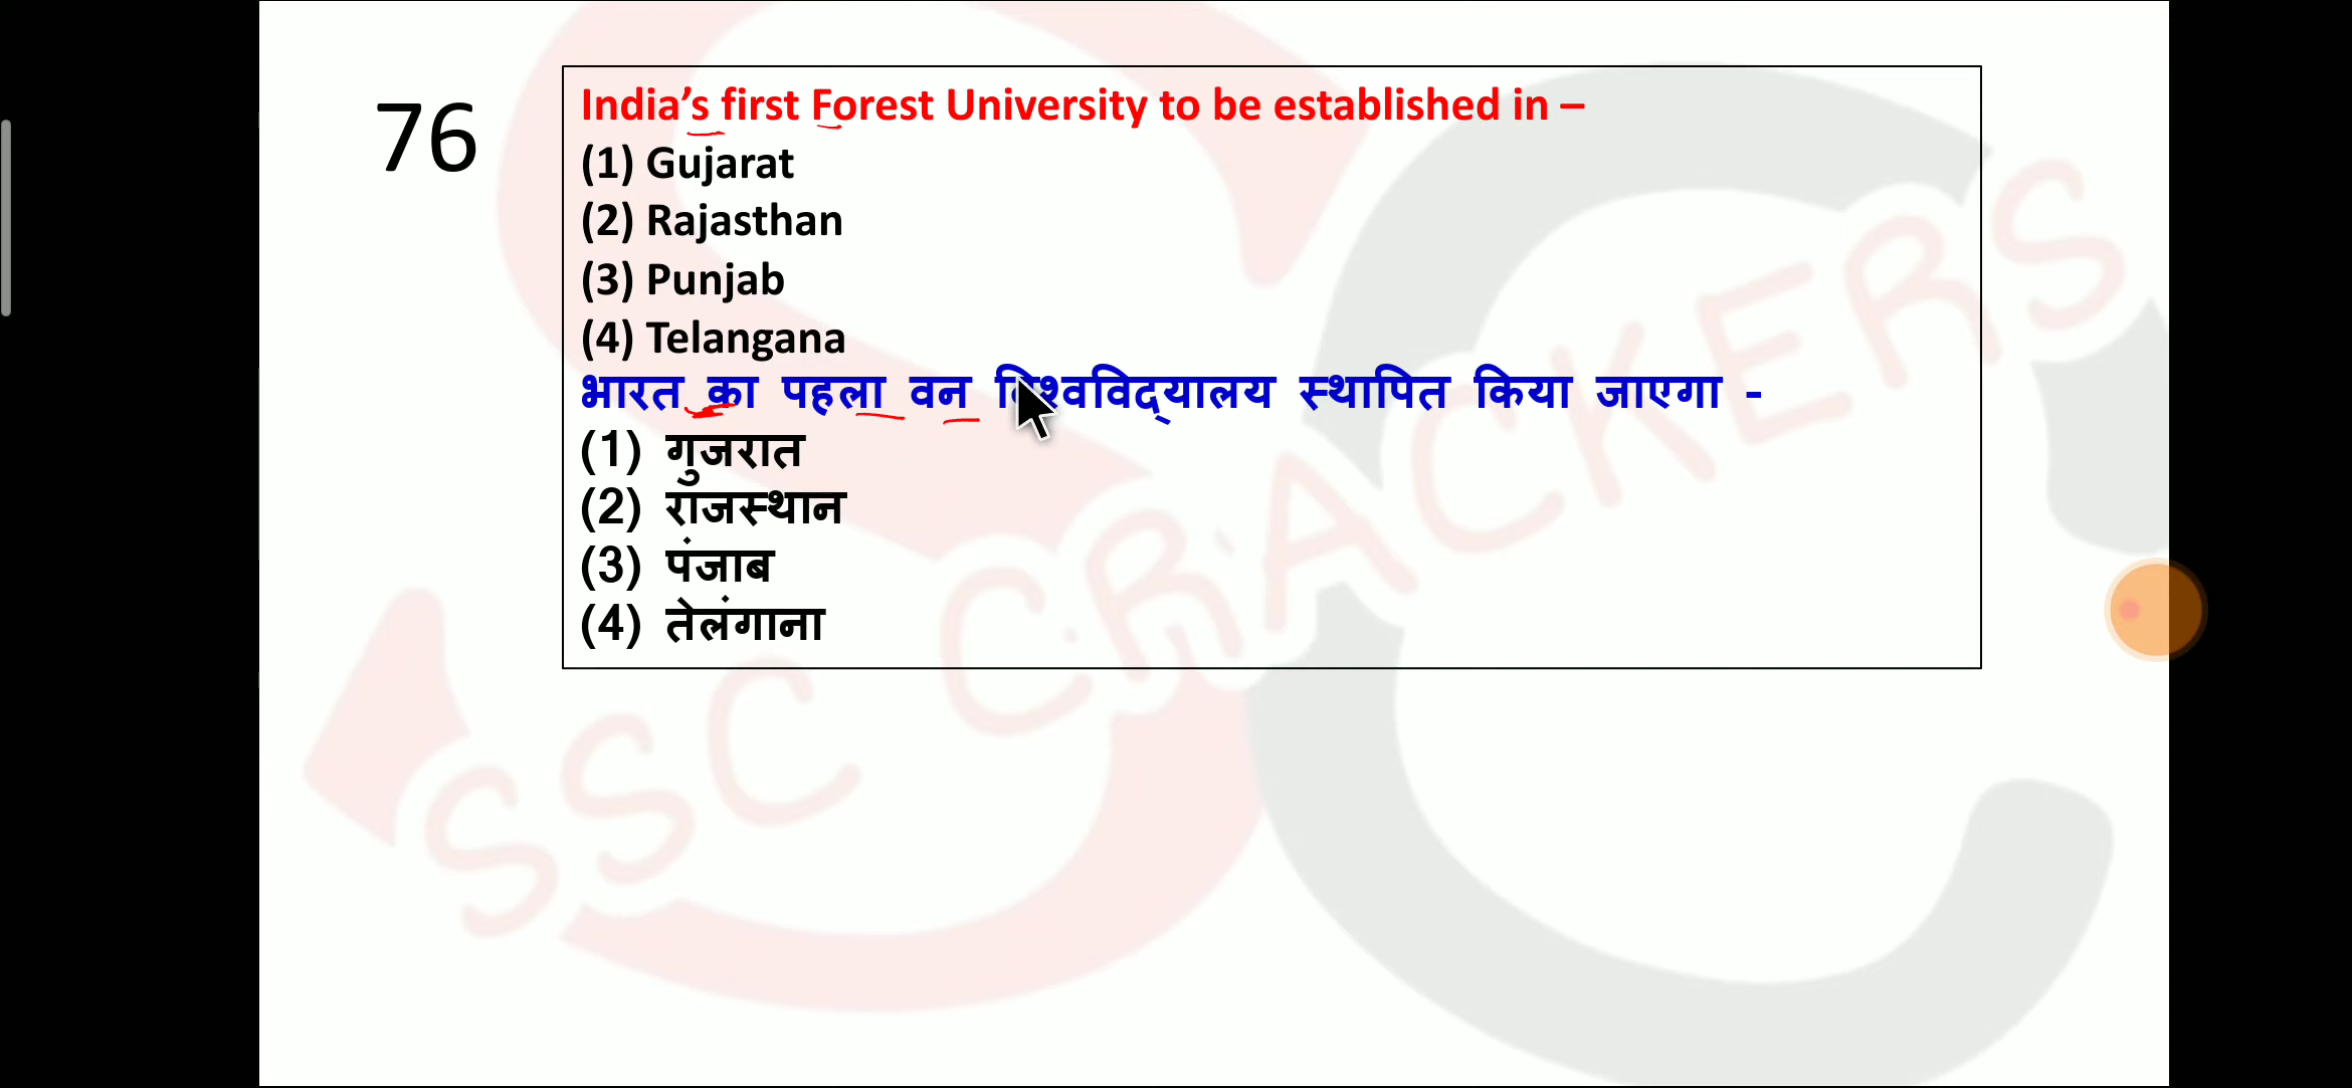 76
India’s first Forest University to be established in –
(1) Gujarat
(2) Rajasthan
(3) Punjab
(4) Telangana
भारत का पहला वन विश्वविद्यालय स्थापित किया जाएगा -
(1) गुजरात
(2) राजस्थान
(3) पंजाब
(4) तेलंगाना
SSC CRACKERS